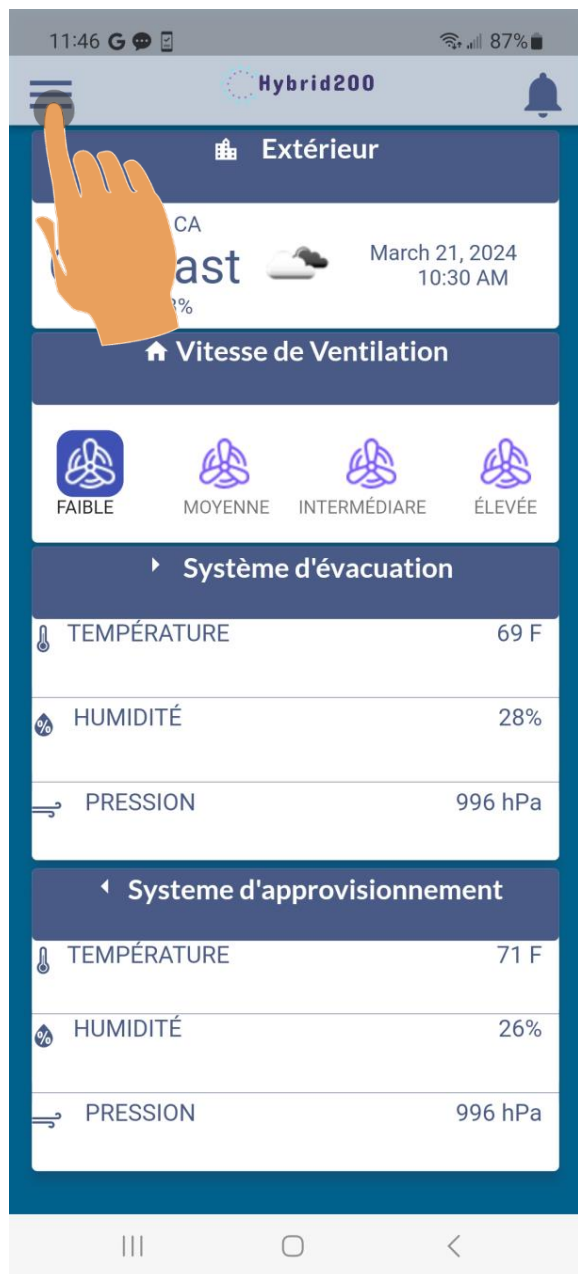 11:46 G 87%
Hybrid200
Extérieur
CA
March 21, 2024
10:30 AM
Vitesse de Ventilation
FAIBLE MOYENNE INTERMÉDIARE ÉLEVÉE
Système d'évacuation
TEMPÉRATURE 69 F
HUMIDITÉ 28%
PRESSION 996 hPa
Systeme d'approvisionnement
TEMPÉRATURE 71 F
HUMIDITÉ 26%
PRESSION 996 hPa